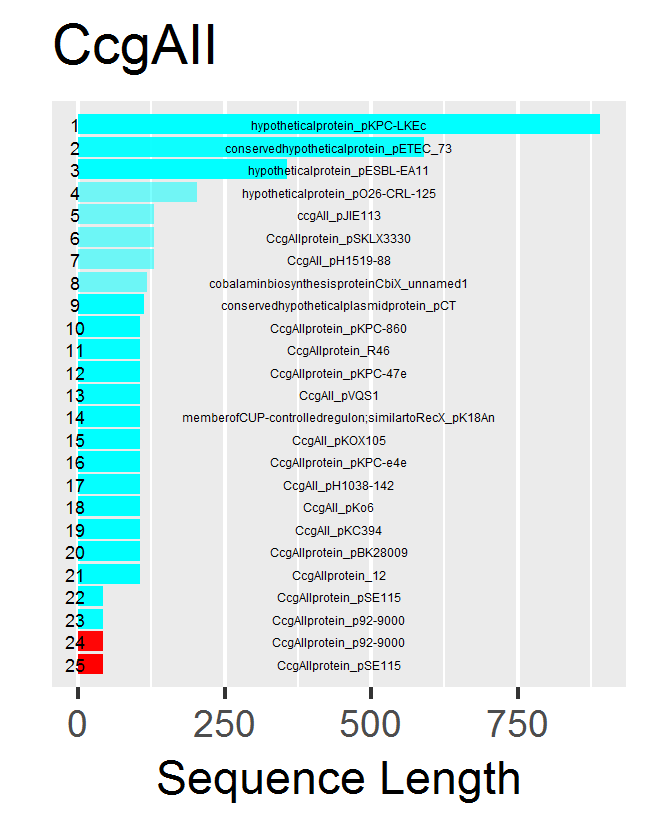 CcgAII
1 hypotheticalprotein_pKPC-LKEc
2 conservedhypotheticalprotein_pETEC_73
3 hypotheticalprotein_pESBL-EA11
4 hypotheticalprotein_pO26-CRL-125
5 ccgAII_pJIE113
6 CcgAIIprotein_pSKLX3330
7 CcgAII_pH1519-88
8 cobalaminbiosynthesisproteinCbiX_unnamed1
9 conservedhypotheticalplasmidprotein_pCT
10 CcgAIIprotein_pKPC-860
11 CcgAIIprotein_R46
12 CcgAIIprotein_pKPC-47e
13 CcgAII_pVQS1
14 memberofCUP-controlledregulon;similartoRecX_pK18An
15 CcgAII_pKOX105
16 CcgAIIprotein_pKPC-e4e
17 CcgAII_pH1038-142
18 CcgAII_pKo6
19 CcgAII_pKC394
20 CcgAIIprotein_pBK28009
21 CcgAIIprotein_12
22 CcgAIIprotein_pSE115
23 CcgAIIprotein_p92-9000
24 CcgAIIprotein_p92-9000
25 CcgAIIprotein_pSE115
0 250 500 750
Sequence Length